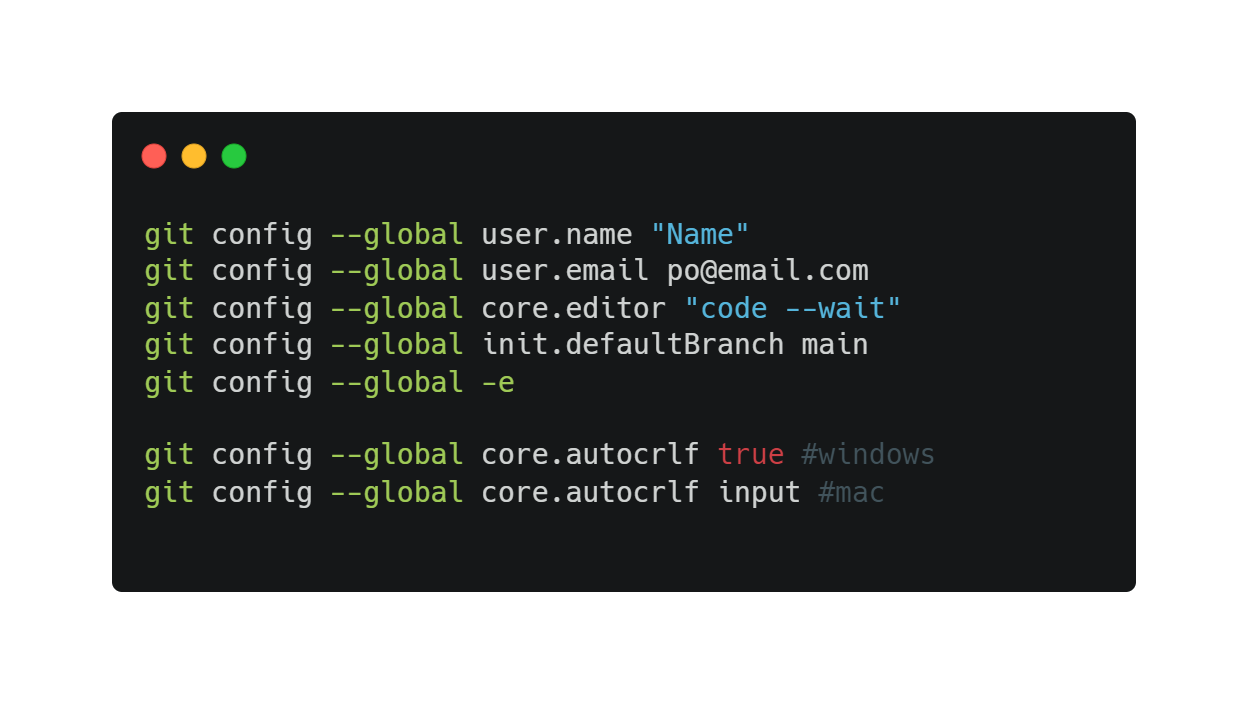 git config --global user.name "Name"
git config --global user.email po@email.com
git config --global core.editor "code --wait"
git config --global init.defaultBranch main
git config --global -e
git config --global core.autocrlf true #windows
git config --global core.autocrlf input #mac